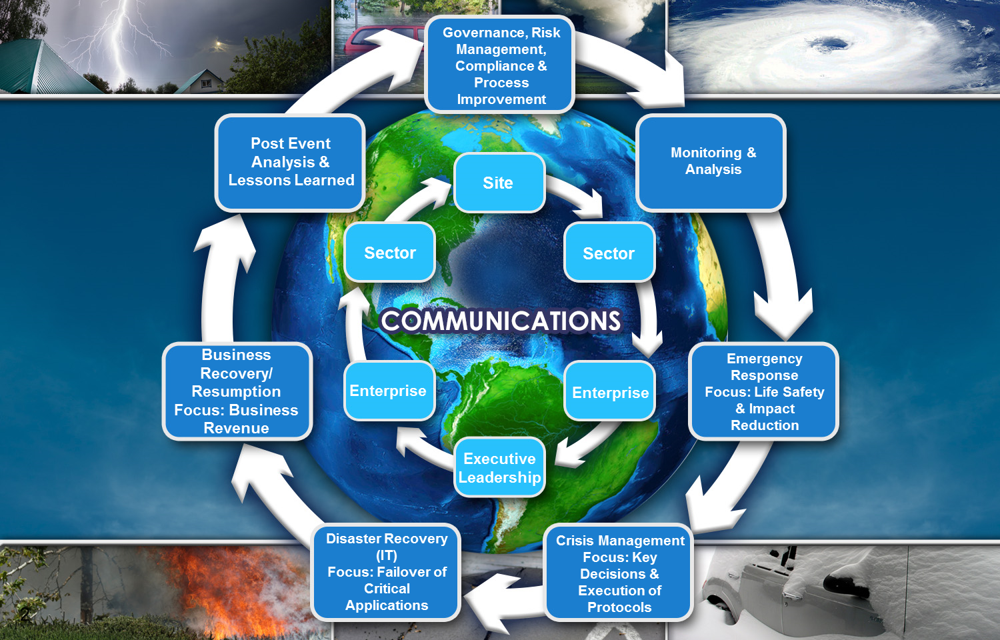 Governance, Risk
Management,
Compliance &
Process
Improvement
Post Event
Analysis &
Lessons Learned
Monitoring &
Analysis
Site
Sector
Sector
COMMUNICATIONS
Business
Recovery/
Resumption
Focus: Business
Revenue
Enterprise
Enterprise
Emergency
Response
Focus: Life Safety
& Impact
Reduction
Executive
Leadership
Disaster Recovery
(IT)
Focus: Failover of
Critical
Applications
Crisis Management
Focus: Key
Decisions &
Execution of
Protocols
2